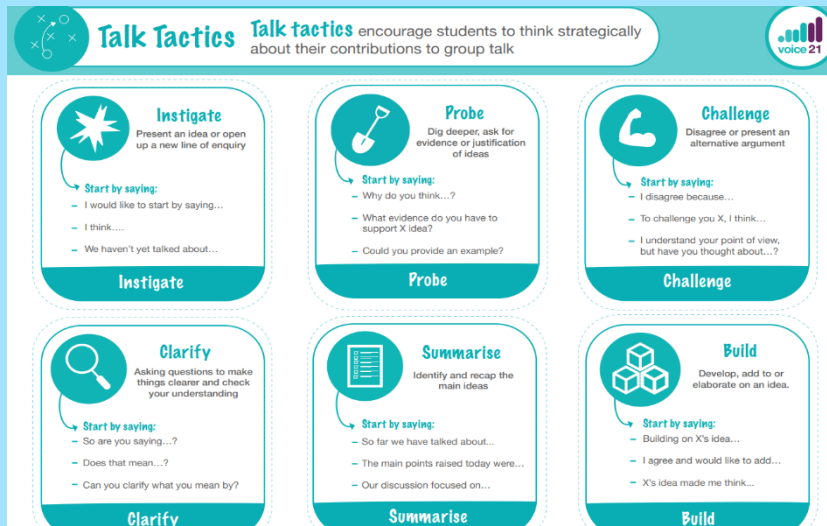 Talk Tactics
Talk tactics encourage students to think strategically
about their contributions to group talk
voice 21
Instigate
Present an idea or open
up a new line of enquiry
Start by saying:
– I would like to start by saying...
– I think....
– We haven't yet talked about...
Instigate
Probe
Dig deeper, ask for
evidence or justification
of ideas
Start by saying:
– Why do you think...?
– What evidence do you have to
support X idea?
– Could you provide an example?
Probe
Challenge
Disagree or present an
alternative argument
Start by saying:
– I disagree because...
– To challenge you X, I think...
– I understand your point of view,
but have you thought about...?
Challenge
Clarify
Asking questions to make
things clearer and check
your understanding
Start by saying:
– So are you saying...?
– Does that mean...?
– Can you clarify what you mean by?
Clarify
Summarise
Identify and recap the
main ideas
Start by saying:
– So far we have talked about...
– The main points raised today were...
– Our discussion focused on...
Summarise
Build
Develop, add to or
elaborate on an idea.
Start by saying:
– Building on X's idea...
– I agree and would like to add...
– X's idea made me think...
Build